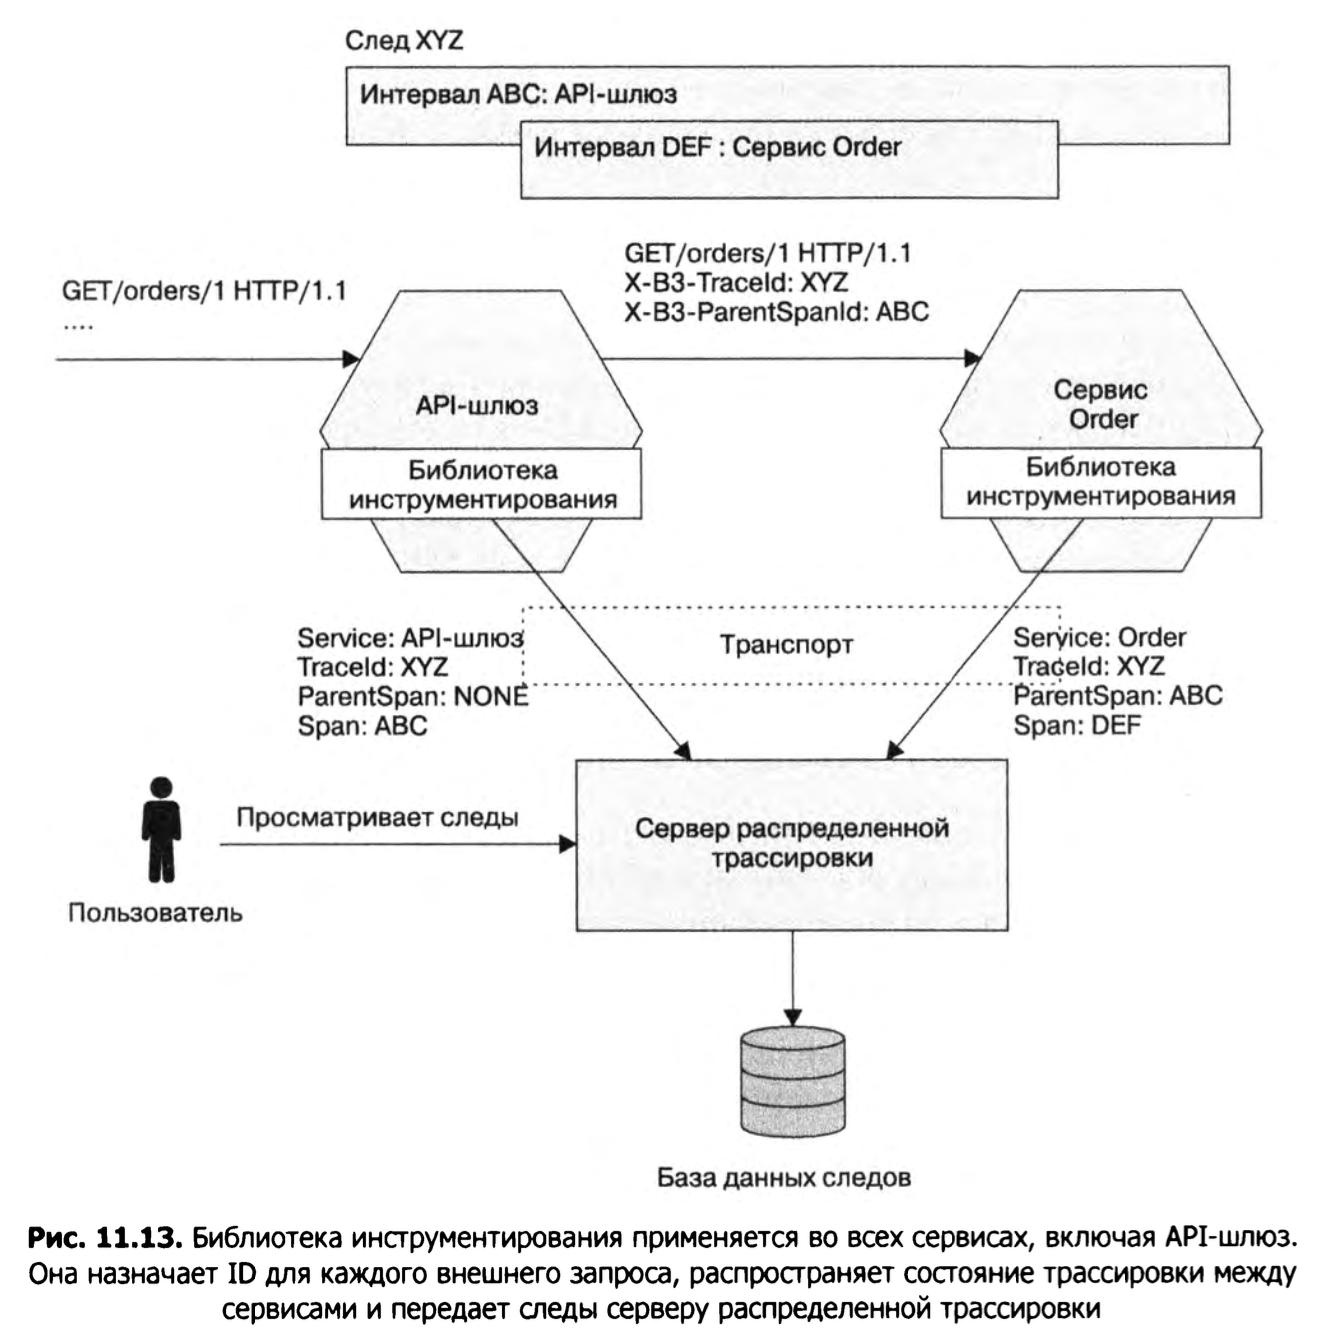 След XYZ
Интервал ABC: API-шлюз
Интервал DEF : Сервис Order
GET/orders/1 HTTP/1.1
X-B3-TraceId: XYZ
X-B3-ParentSpanId: ABC
GET/orders/1 HTTP/1.1
....
API-шлюз
Сервис
Order
Библиотека
инструментирования
Библиотека
инструментирования
Service: API-шлюз
TraceId: XYZ
ParentSpan: NONE
Span: ABC
Транспорт
Service: Order
TraceId: XYZ
ParentSpan: ABC
Span: DEF
Просматривает следы
Пользователь
Сервер распределенной
трассировки
База данных следов
Рис. 11.13. Библиотека инструментирования применяется во всех сервисах, включая API-шлюз.
Она назначает ID для каждого внешнего запроса, распространяет состояние трассировки между
сервисами и передает следы серверу распределенной трассировки